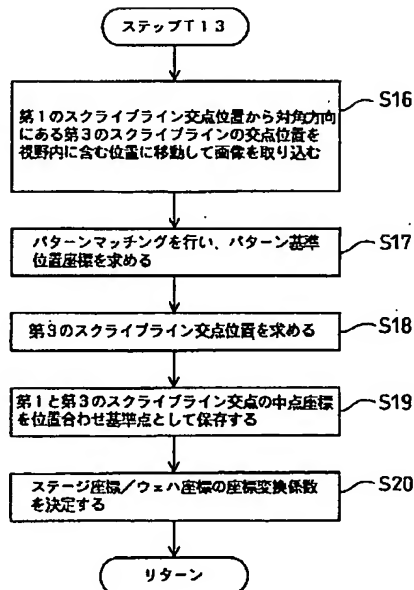 ステップT13
第1のスクライブライン交点位置から対角方向
にある第3のスクライブラインの交点位置を
視野内に含む位置に移動して画像を取り込む
S16
パターンマッチングを行い、パターン基準
位置座標を求める
S17
第3のスクライブライン交点位置を求める
S18
第1と第3のスクライブライン交点の中点座標
を位置合わせ基準点として保存する
S19
ステージ座標/ウェハ座標の座標変換係数
を決定する
S20
リターン